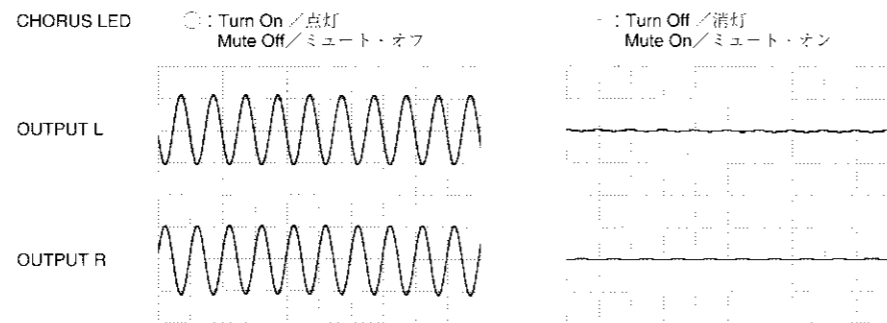 CHORUS LED ◌ : Turn On ／点灯 - : Turn Off ／消灯
Mute Off／ミュート・オフ Mute On／ミュート・オン
OUTPUT L
OUTPUT R